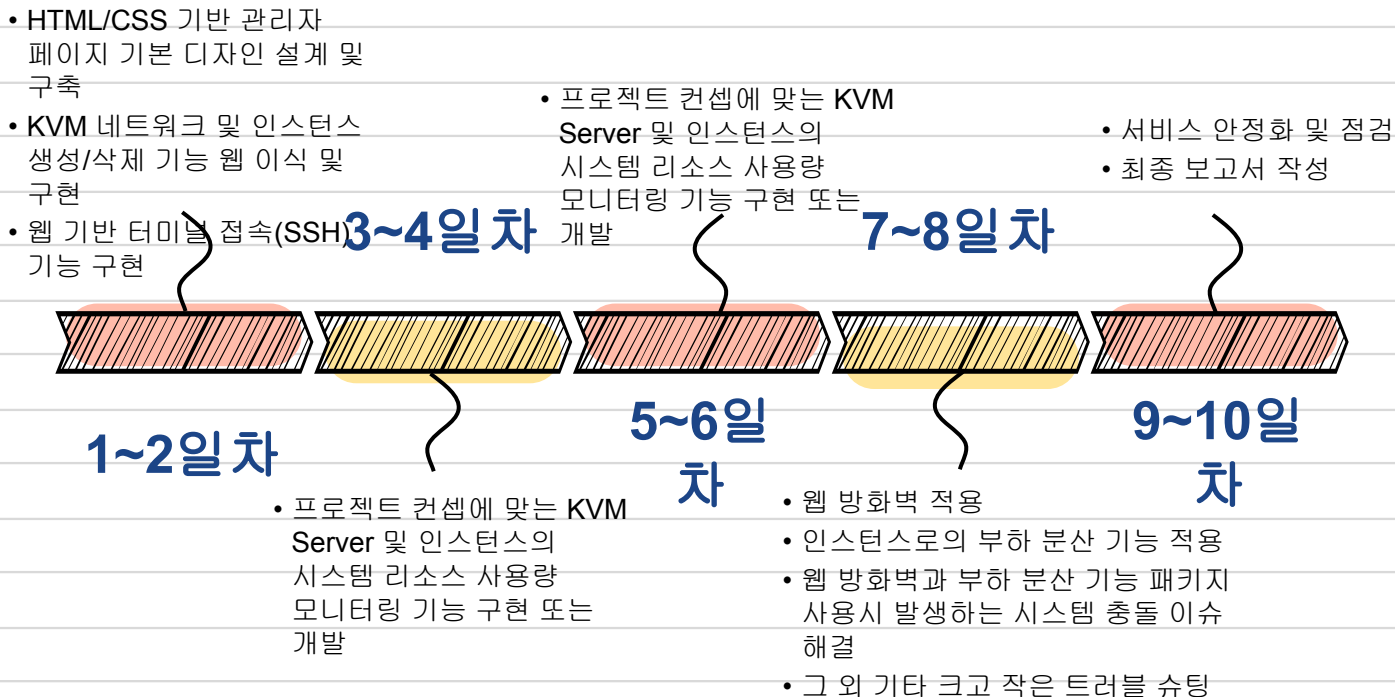 • HTML/CSS 기반 관리자
페이지 기본 디자인 설계 및
구축
• KVM 네트워크 및 인스턴스
생성/삭제 기능 웹 이식 및
구현
• 웹 기반 터미널 접속(SSH)
기능 구현
1~2일차
3~4일차
• 프로젝트 컨셉에 맞는 KVM
Server 및 인스턴스의
시스템 리소스 사용량
모니터링 기능 구현 또는
개발
• 프로젝트 컨셉에 맞는 KVM
Server 및 인스턴스의
시스템 리소스 사용량
모니터링 기능 구현 또는
개발
5~6일
차
7~8일차
• 웹 방화벽 적용
• 인스턴스로의 부하 분산 기능 적용
• 웹 방화벽과 부하 분산 기능 패키지
사용시 발생하는 시스템 충돌 이슈
해결
• 그 외 기타 크고 작은 트러블 슈팅
• 서비스 안정화 및 점검
• 최종 보고서 작성
9~10일
차